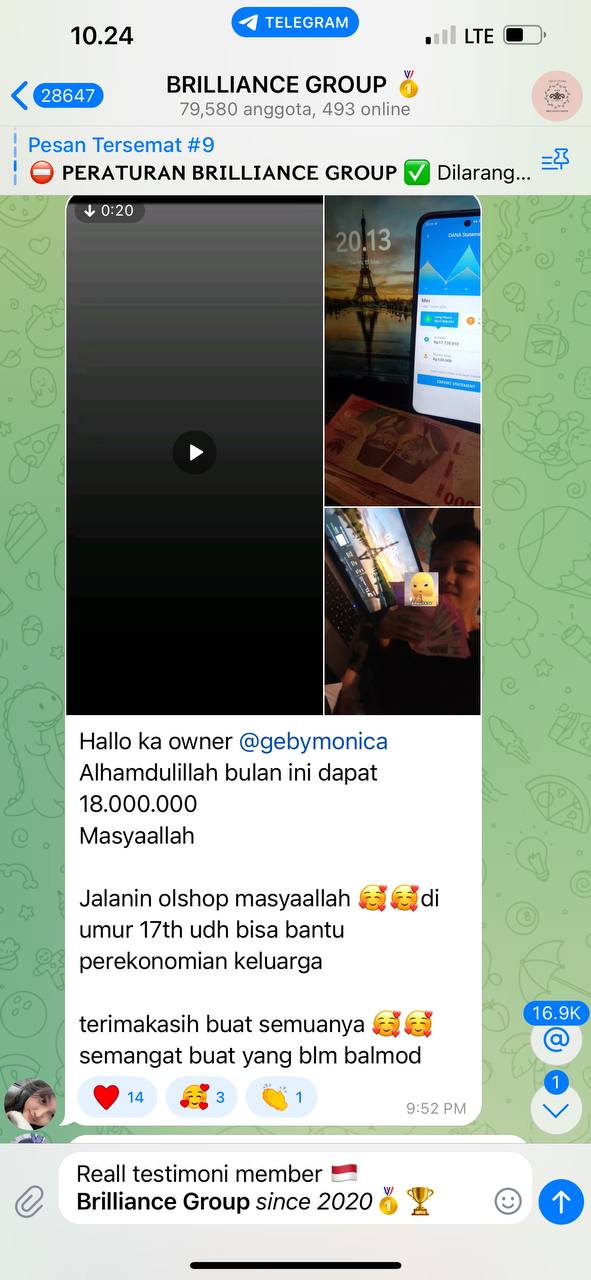 10.24
TELEGRAM
LTE
28647
BRILLIANCE GROUP 🏅
79,580 anggota, 493 online
Pesan Tersemat #9
⛔ PERATURAN BRILLIANCE GROUP ✅ Dilarang...
0:20
20.13
DANA Statement
Mei
EXPORT STATEMENT
Hallo ka owner @gebymonica
Alhamdulillah bulan ini dapat
18.000.000
Masyaallah
Jalanin olshop masyaallah 🥰🥰di
umur 17th udh bisa bantu
perekonomian keluarga
terimakasih buat semuanya 🥰🥰
semangat buat yang blm balmod
❤️ 14 🥰 3 👏 1
9:52 PM
16.9K
1
Reall testimoni member 🇮🇩
Brilliance Group since 2020🏅🏆